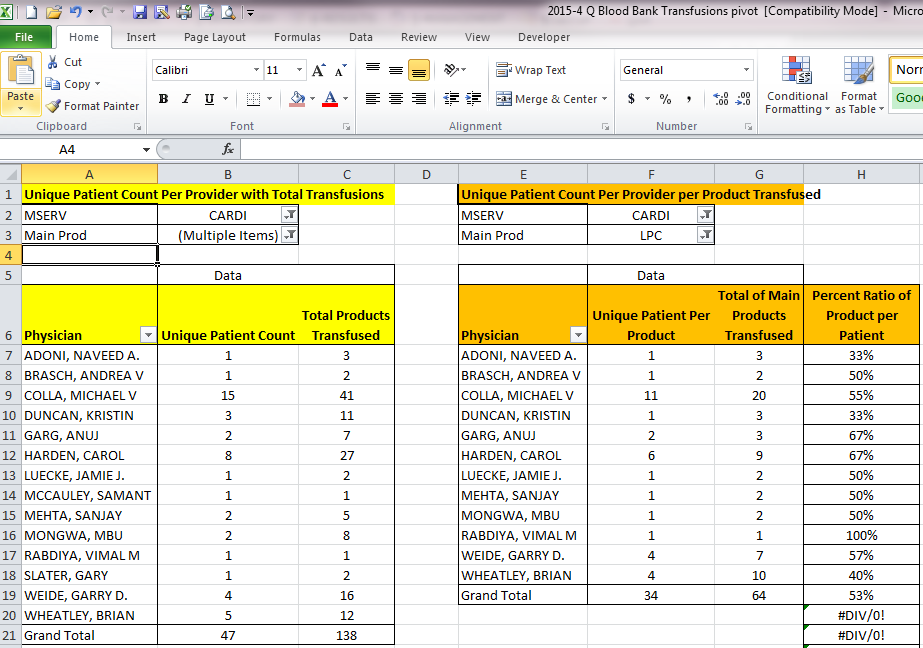 2015-4 Q Blood Bank Transfusions pivot [Compatibility Mode] - Micro
File Home Insert Page Layout Formulas Data Review View Developer
Paste Cut Copy Format Painter Clipboard
Calibri 11 A A B I U A Font
Wrap Text Merge & Center Alignment
General $ % , .00 .0 Number
Conditional Formatting Format as Table Norm Good
A4 fx
A B C D E F G H
1 Unique Patient Count Per Provider with Total Transfusions Unique Patient Count Per Provider per Product Transfused
2 MSERV CARDI MSERV CARDI
3 Main Prod (Multiple Items) Main Prod LPC
4
5 Data Data
6 Physician Unique Patient Count Total Products Transfused Physician Unique Patient Per Product Total of Main Products Transfused Percent Ratio of Product per Patient
7 ADONI, NAVEED A. 1 3 ADONI, NAVEED A. 1 3 33%
8 BRASCH, ANDREA V 1 2 BRASCH, ANDREA V 1 2 50%
9 COLLA, MICHAEL V 15 41 COLLA, MICHAEL V 11 20 55%
10 DUNCAN, KRISTIN 3 11 DUNCAN, KRISTIN 1 3 33%
11 GARG, ANUJ 2 7 GARG, ANUJ 2 3 67%
12 HARDEN, CAROL 8 27 HARDEN, CAROL 6 9 67%
13 LUECKE, JAMIE J. 1 2 LUECKE, JAMIE J. 1 2 50%
14 MCCAULEY, SAMANT 1 1 MEHTA, SANJAY 1 2 50%
15 MEHTA, SANJAY 2 5 MONGWA, MBU 1 2 50%
16 MONGWA, MBU 2 8 RABDIYA, VIMAL M 1 1 100%
17 RABDIYA, VIMAL M 1 1 WEIDE, GARRY D. 4 7 57%
18 SLATER, GARY 1 2 WHEATLEY, BRIAN 4 10 40%
19 WEIDE, GARRY D. 4 16 Grand Total 34 64 53%
20 WHEATLEY, BRIAN 5 12 #DIV/0!
21 Grand Total 47 138 #DIV/0!